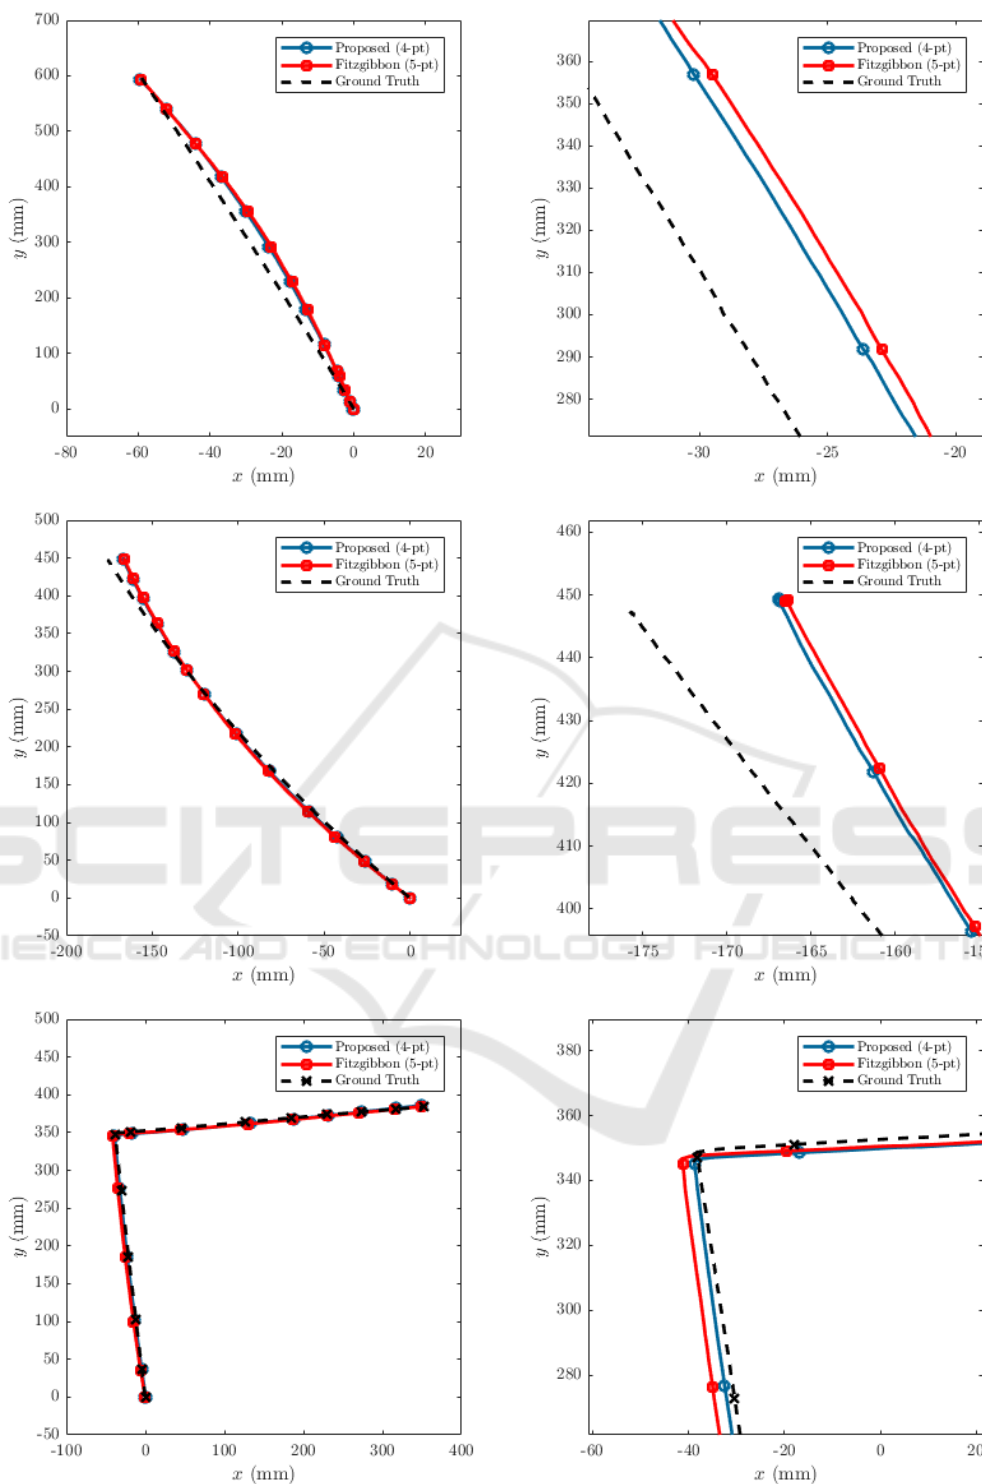 700
600
500
400
300
200
100
0
-80 -60 -40 -20 0 20
x (mm)
y (mm)
Proposed (4-pt)
Fitzgibbon (5-pt)
Ground Truth
360
350
340
330
320
310
300
290
280
-30 -25 -20
x (mm)
y (mm)
Proposed (4-pt)
Fitzgibbon (5-pt)
Ground Truth
500
450
400
350
300
250
200
150
100
50
0
-50
-200 -150 -100 -50 0
x (mm)
y (mm)
Proposed (4-pt)
Fitzgibbon (5-pt)
Ground Truth
460
450
440
430
420
410
400
-175 -170 -165 -160
x (mm)
y (mm)
Proposed (4-pt)
Fitzgibbon (5-pt)
Ground Truth
SCITEPRESS
IENCE AND TECHNOLOGY PUBLICATI
500
450
400
350
300
250
200
150
100
50
0
-50
-100 0 100 200 300 400
x (mm)
y (mm)
Proposed (4-pt)
Fitzgibbon (5-pt)
Ground Truth
380
360
340
320
300
280
-60 -40 -20 0 20
x (mm)
y (mm)
Proposed (4-pt)
Fitzgibbon (5-pt)
Ground Truth